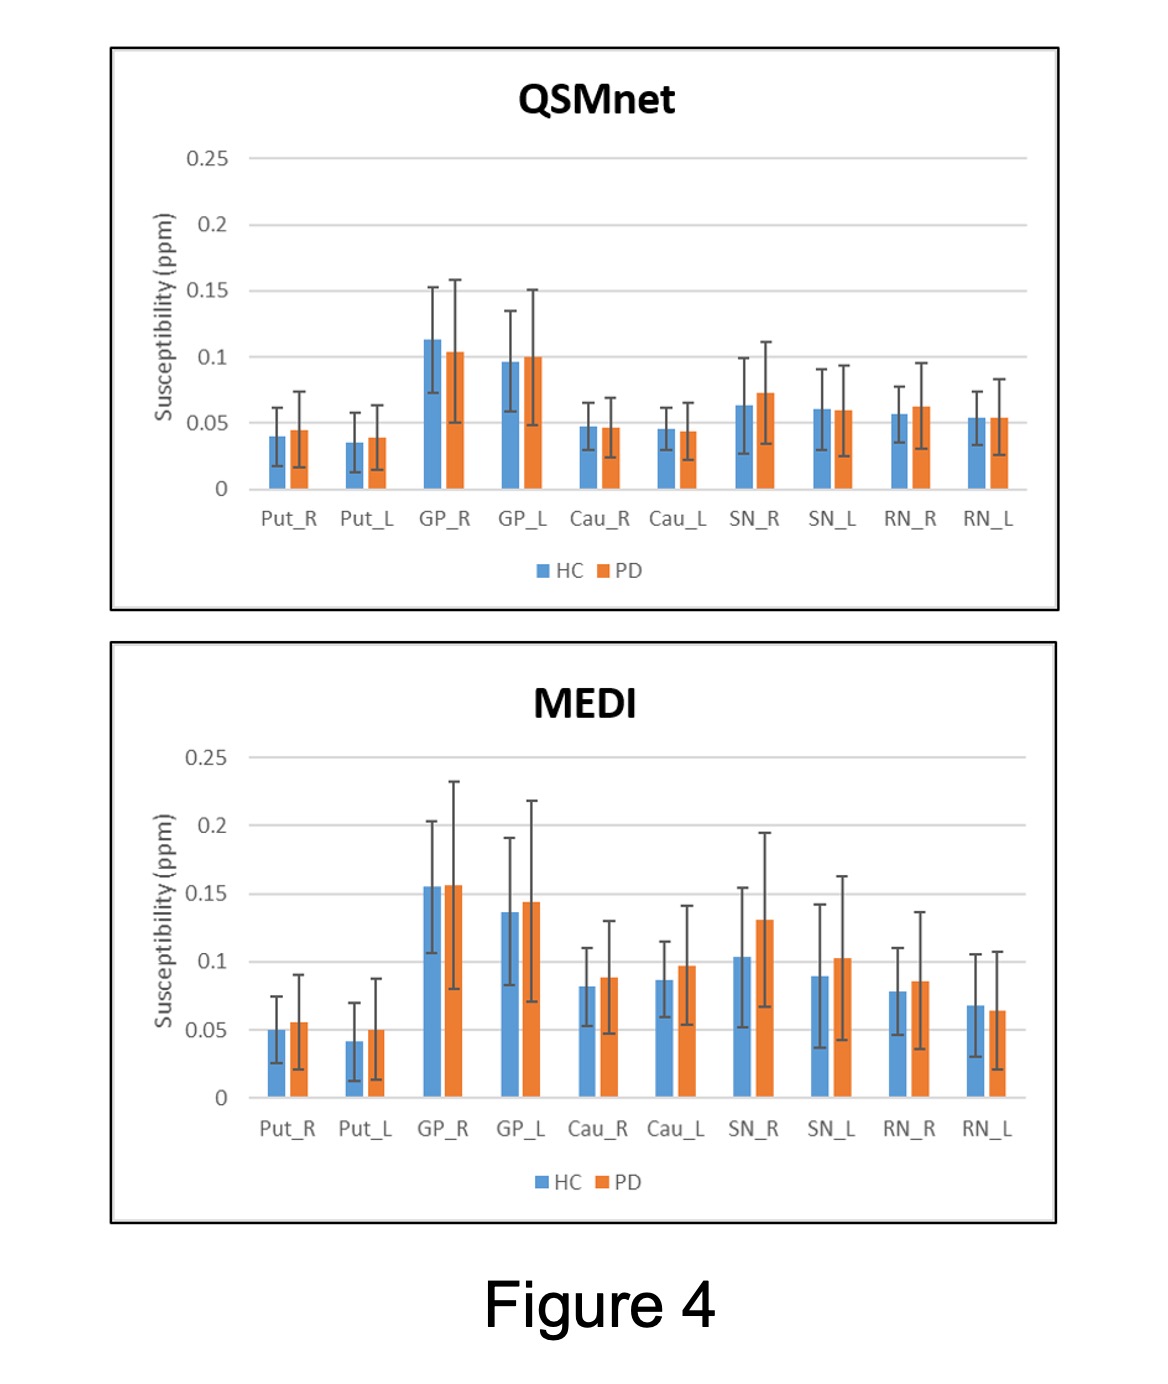 QSMnet
Susceptibility (ppm)
0.25
0.2
0.15
0.1
0.05
0
Put_R Put_L GP_R GP_L Cau_R Cau_L SN_R SN_L RN_R RN_L
HC PD
MEDI
Susceptibility (ppm)
0.25
0.2
0.15
0.1
0.05
0
Put_R Put_L GP_R GP_L Cau_R Cau_L SN_R SN_L RN_R RN_L
HC PD
Figure 4